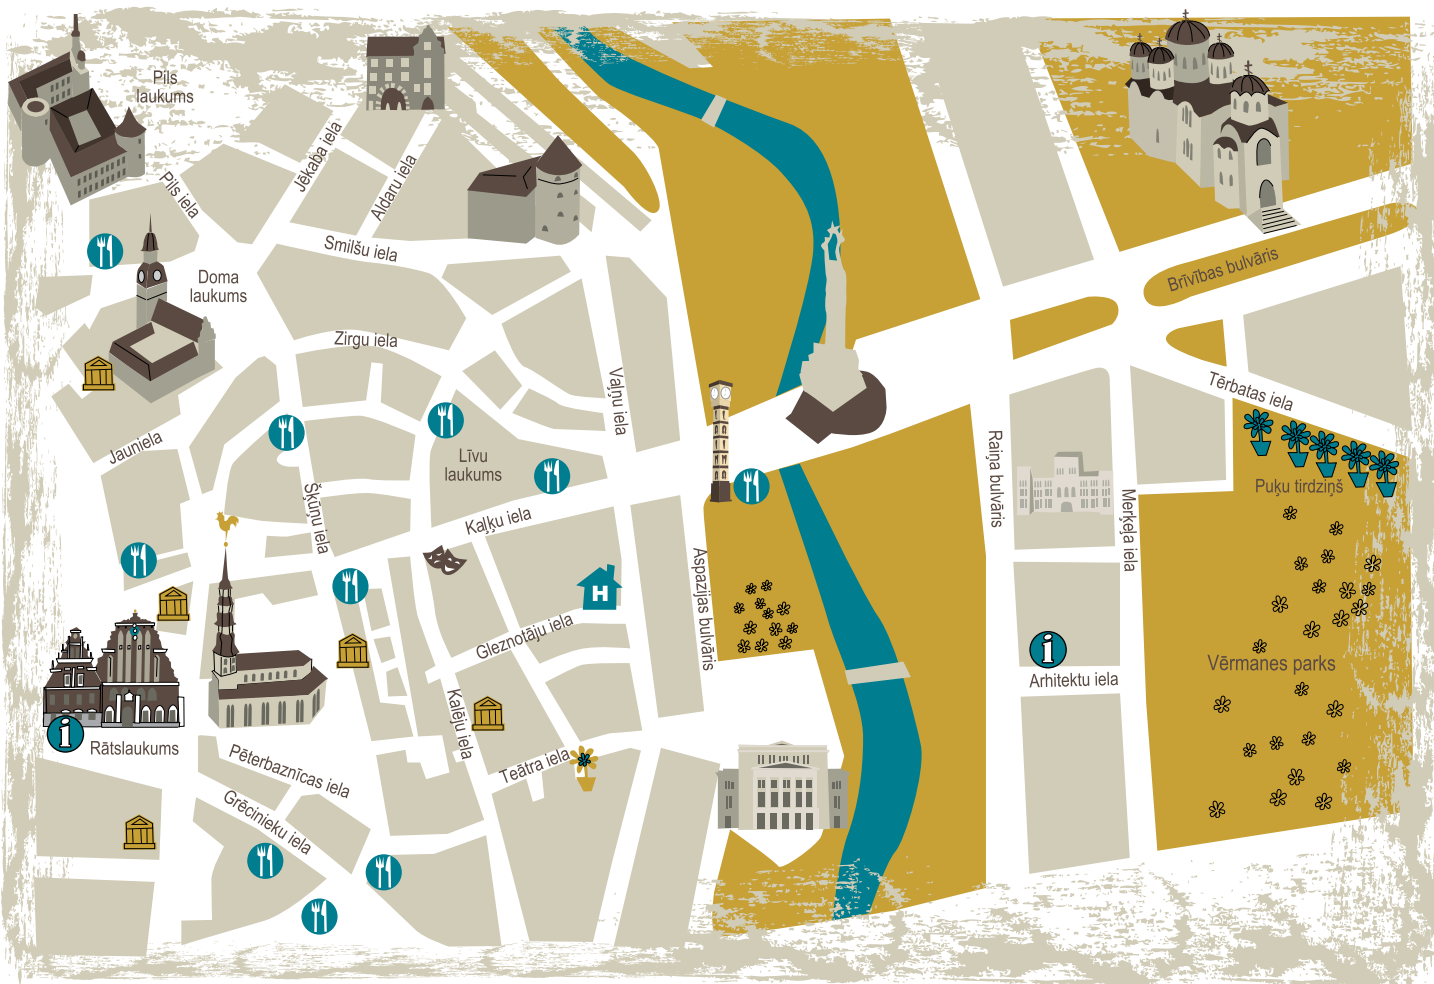 Pils
laukums
Jēkaba iela
Aldaru iela
Pils iela
Smilšu iela
Brīvības bulvāris
Doma
laukums
Zirgu iela
Vaļņu iela
Tērbatas iela
Jauniela
Līvu
laukums
Raiņa bulvāris
Puķu tirdziņš
Šķūņu iela
Kaļķu iela
Merķeļa iela
Aspazijas bulvāris
H
Gleznotāju iela
i
Vērmanes parks
Arhitektu iela
Kalēju iela
i
Rātslaukums
Pēterbaznīcas iela
Teātra iela
Grēcinieku iela